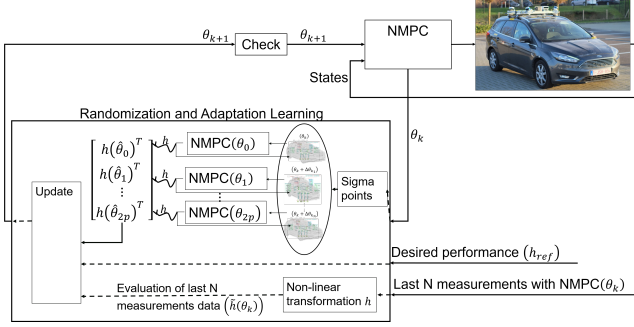 θ_{k+1}
Check
θ_{k+1}
NMPC
States
θ_k
Randomization and Adaptation Learning
h(θ̂_0)^T
h(θ̂_1)^T
⋮
h(θ̂_{2p})^T
h
NMPC(θ_0)
h
NMPC(θ_1)
⋮
h
NMPC(θ_{2p})
(θ_k)
Sigma
points
Update
Desired performance (h_{ref})
Last N measurements with NMPC(θ_k)
Non-linear
transformation h
Evaluation of last N
measurements data (h̃(θ_k))